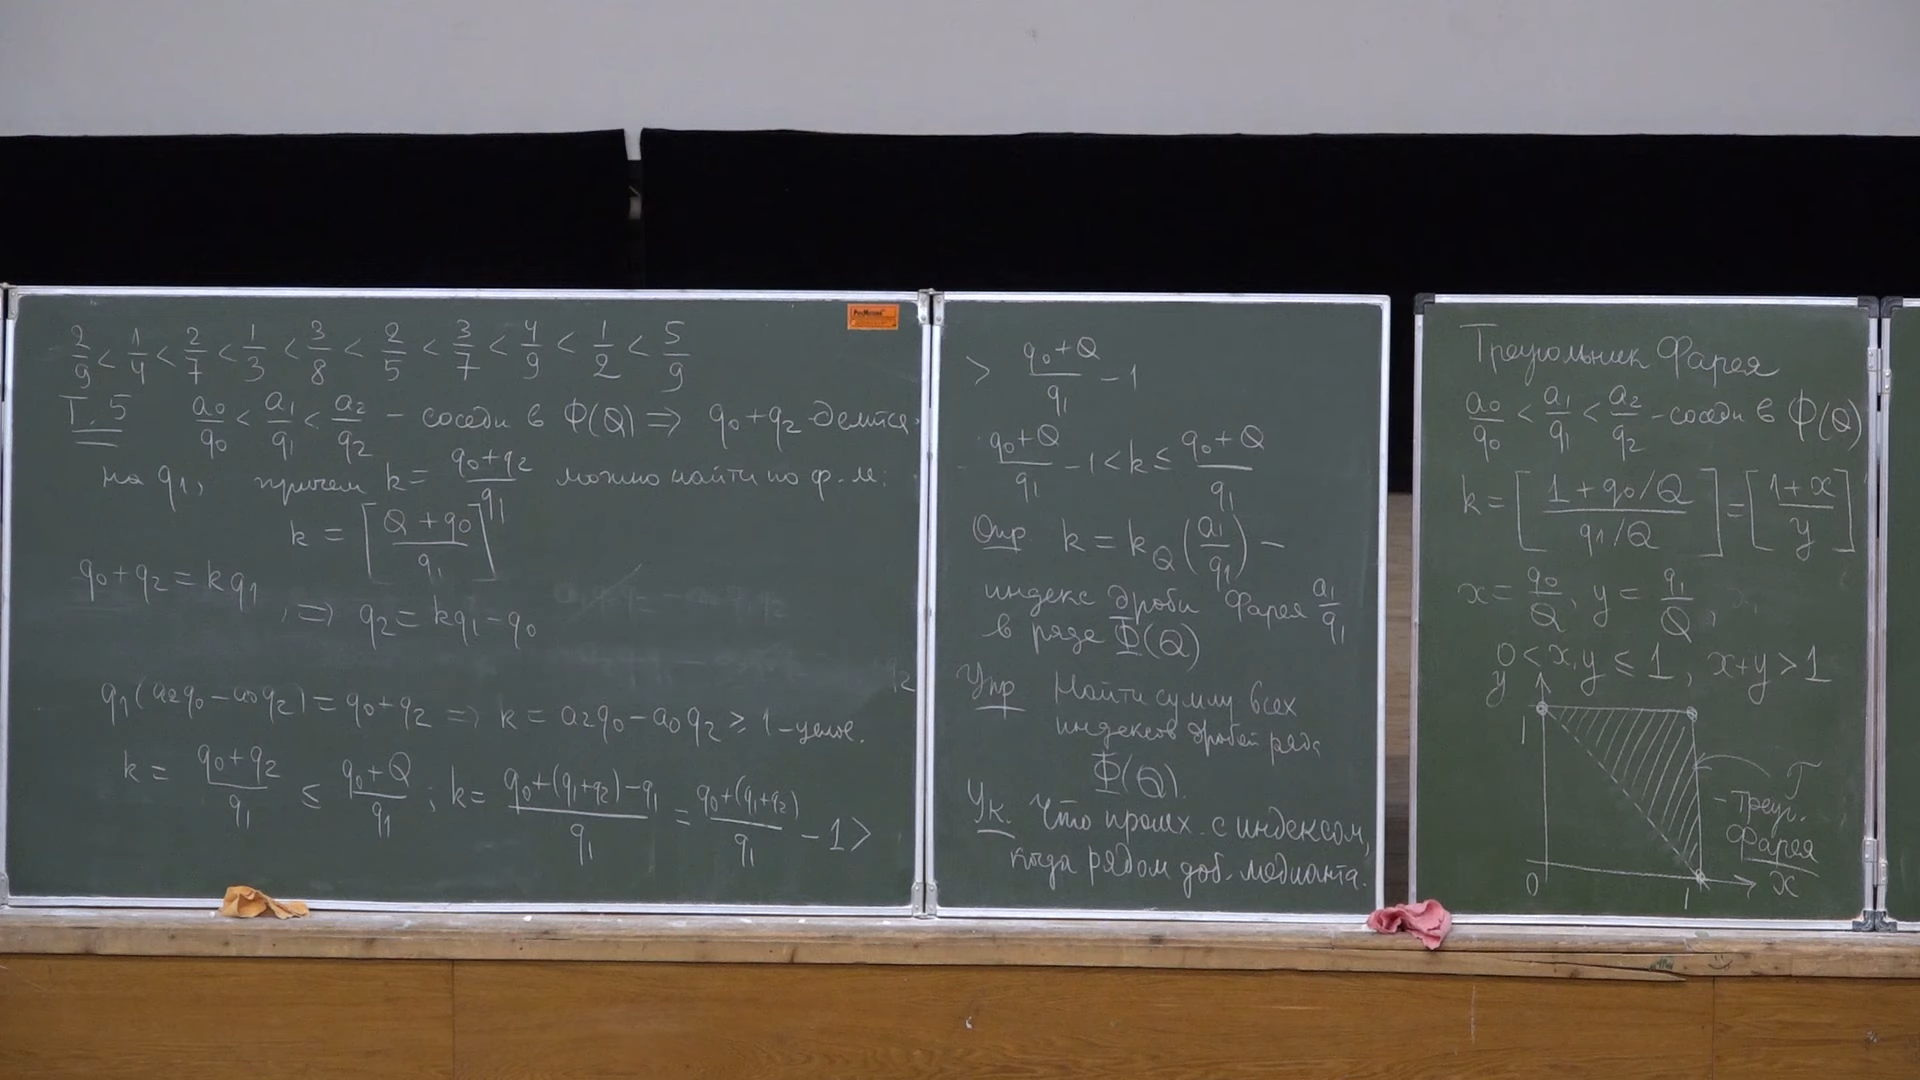 2/9 < 1/4 < 2/7 < 1/3 < 3/8 < 2/5 < 3/7 < 4/9 < 1/2 < 5/9
Т. 5 a₀/q₀ < a₁/q₁ < a₂/q₂ – соседи в Φ(Q) ⇒ q₀+q₂ делится
на q₁, причем k = (q₀+q₂)/q₁ можно найти по ф-ле:
k = [(Q+q₀)/q₁]
q₀+q₂ = kq₁, ⇒ q₂ = kq₁–q₀
q₁(a₂q₀–a₀q₂) = q₀+q₂ ⇒ k = a₂q₀–a₀q₂ ≥ 1 – целое.
k = (q₀+q₂)/q₁ ≤ (q₀+Q)/q₁; k = (q₀+(q₁+q₂)–q₁)/q₁ = (q₀+(q₁+q₂))/q₁ – 1 >
> (q₀+Q)/q₁ – 1
(q₀+Q)/q₁ – 1 < k ≤ (q₀+Q)/q₁
Опр k = k_Q(a₁/q₁) –
индекс дроби Фарея a₁/q₁
в ряде Φ(Q)
Упр Найти сумму всех
индексов дробей ряда
Φ(Q).
Ук. Что происх. с индексом,
когда рядом доб. медианта.
Треугольник Фарея
a₀/q₀ < a₁/q₁ < a₂/q₂ – соседи в Φ(Q)
k = [(1+q₀/Q)/(q₁/Q)] = [(1+x)/y]
x = q₀/Q, y = q₁/Q,
0 < x,y ≤ 1, x+y > 1
y
1
T
– треуг.
Фарея
0
1
x